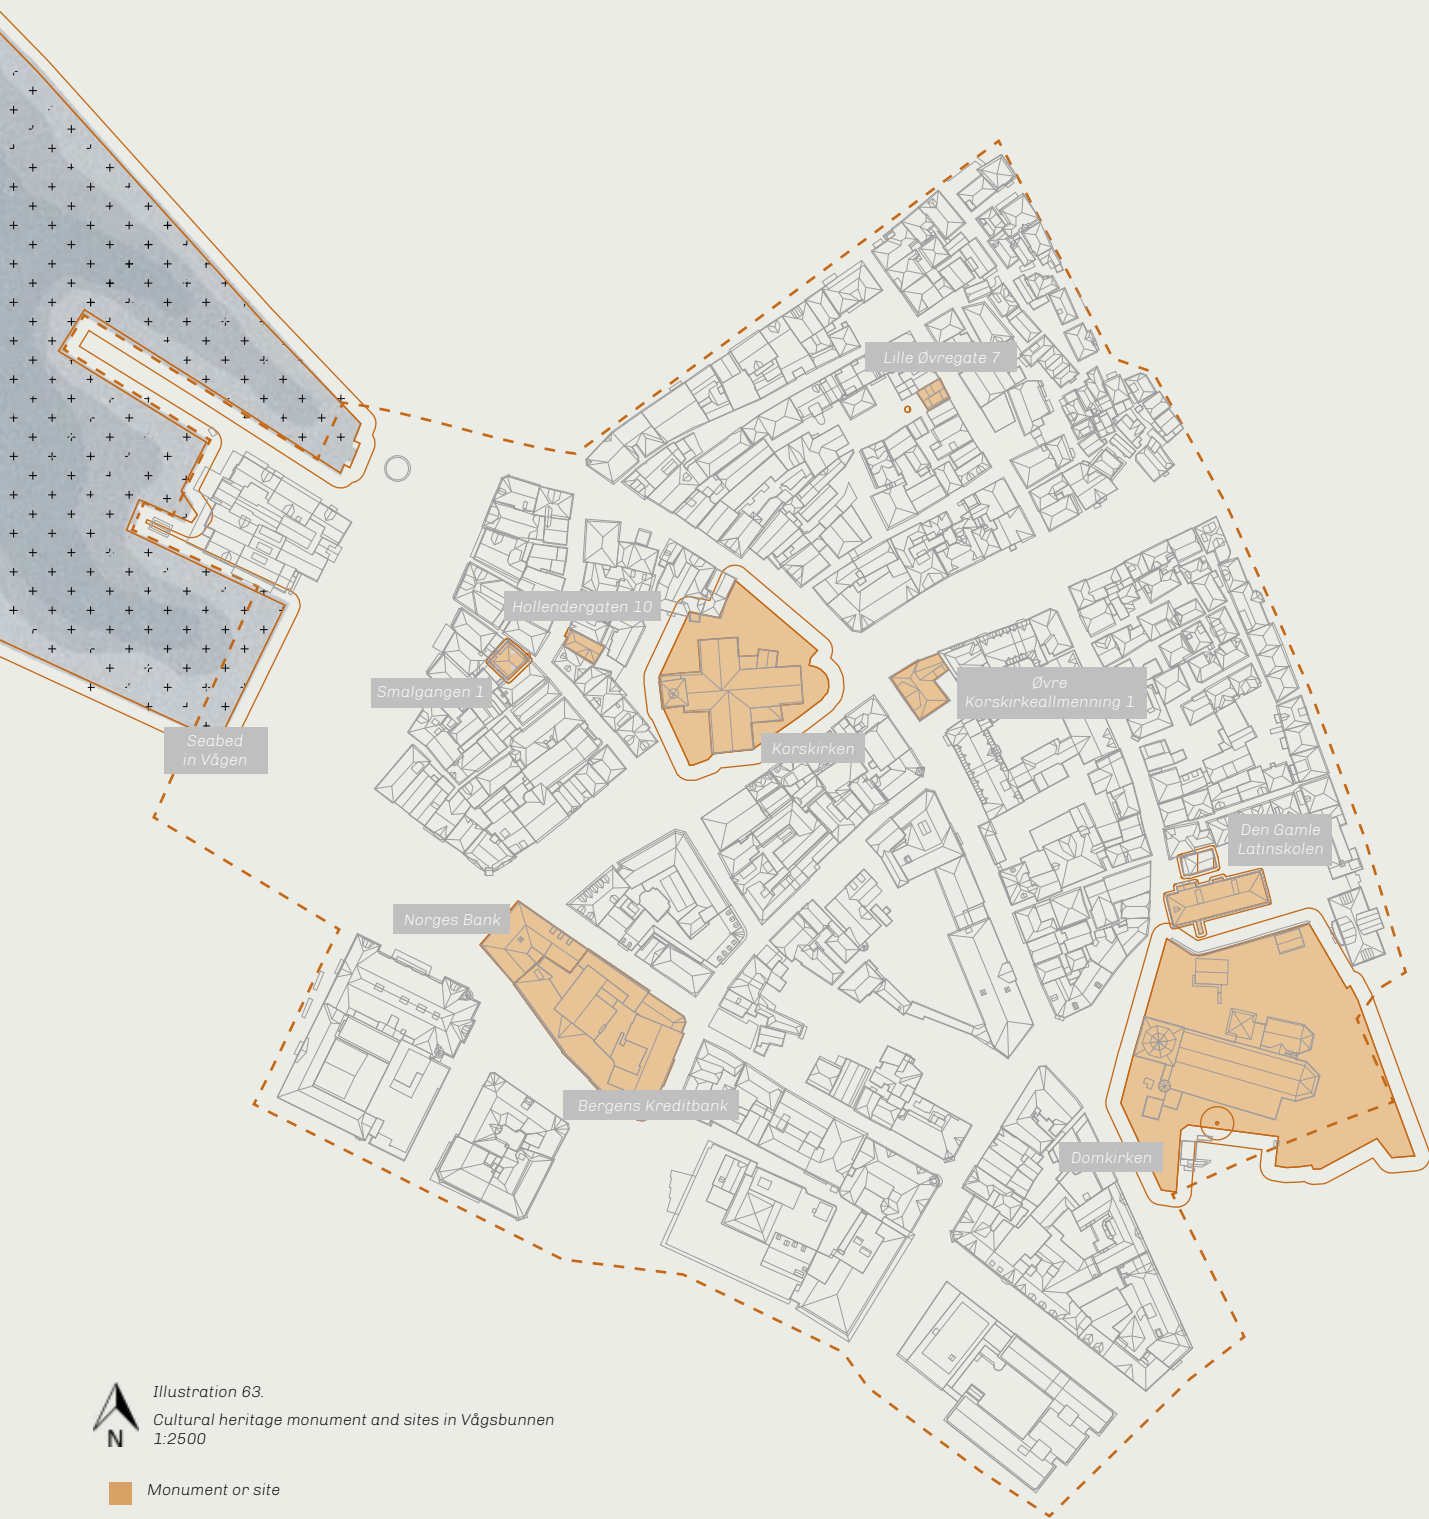 Lille Øvregate 7
Hollendergaten 10
Smalgangen 1
Øvre
Korskirkeallmenning 1
Seabed
in Vågen
Korskirken
Den Gamle
Latinskolen
Norges Bank
Bergens Kreditbank
Domkirken
N
Illustration 63.
Cultural heritage monument and sites in Vågsbunnen
1:2500
Monument or site